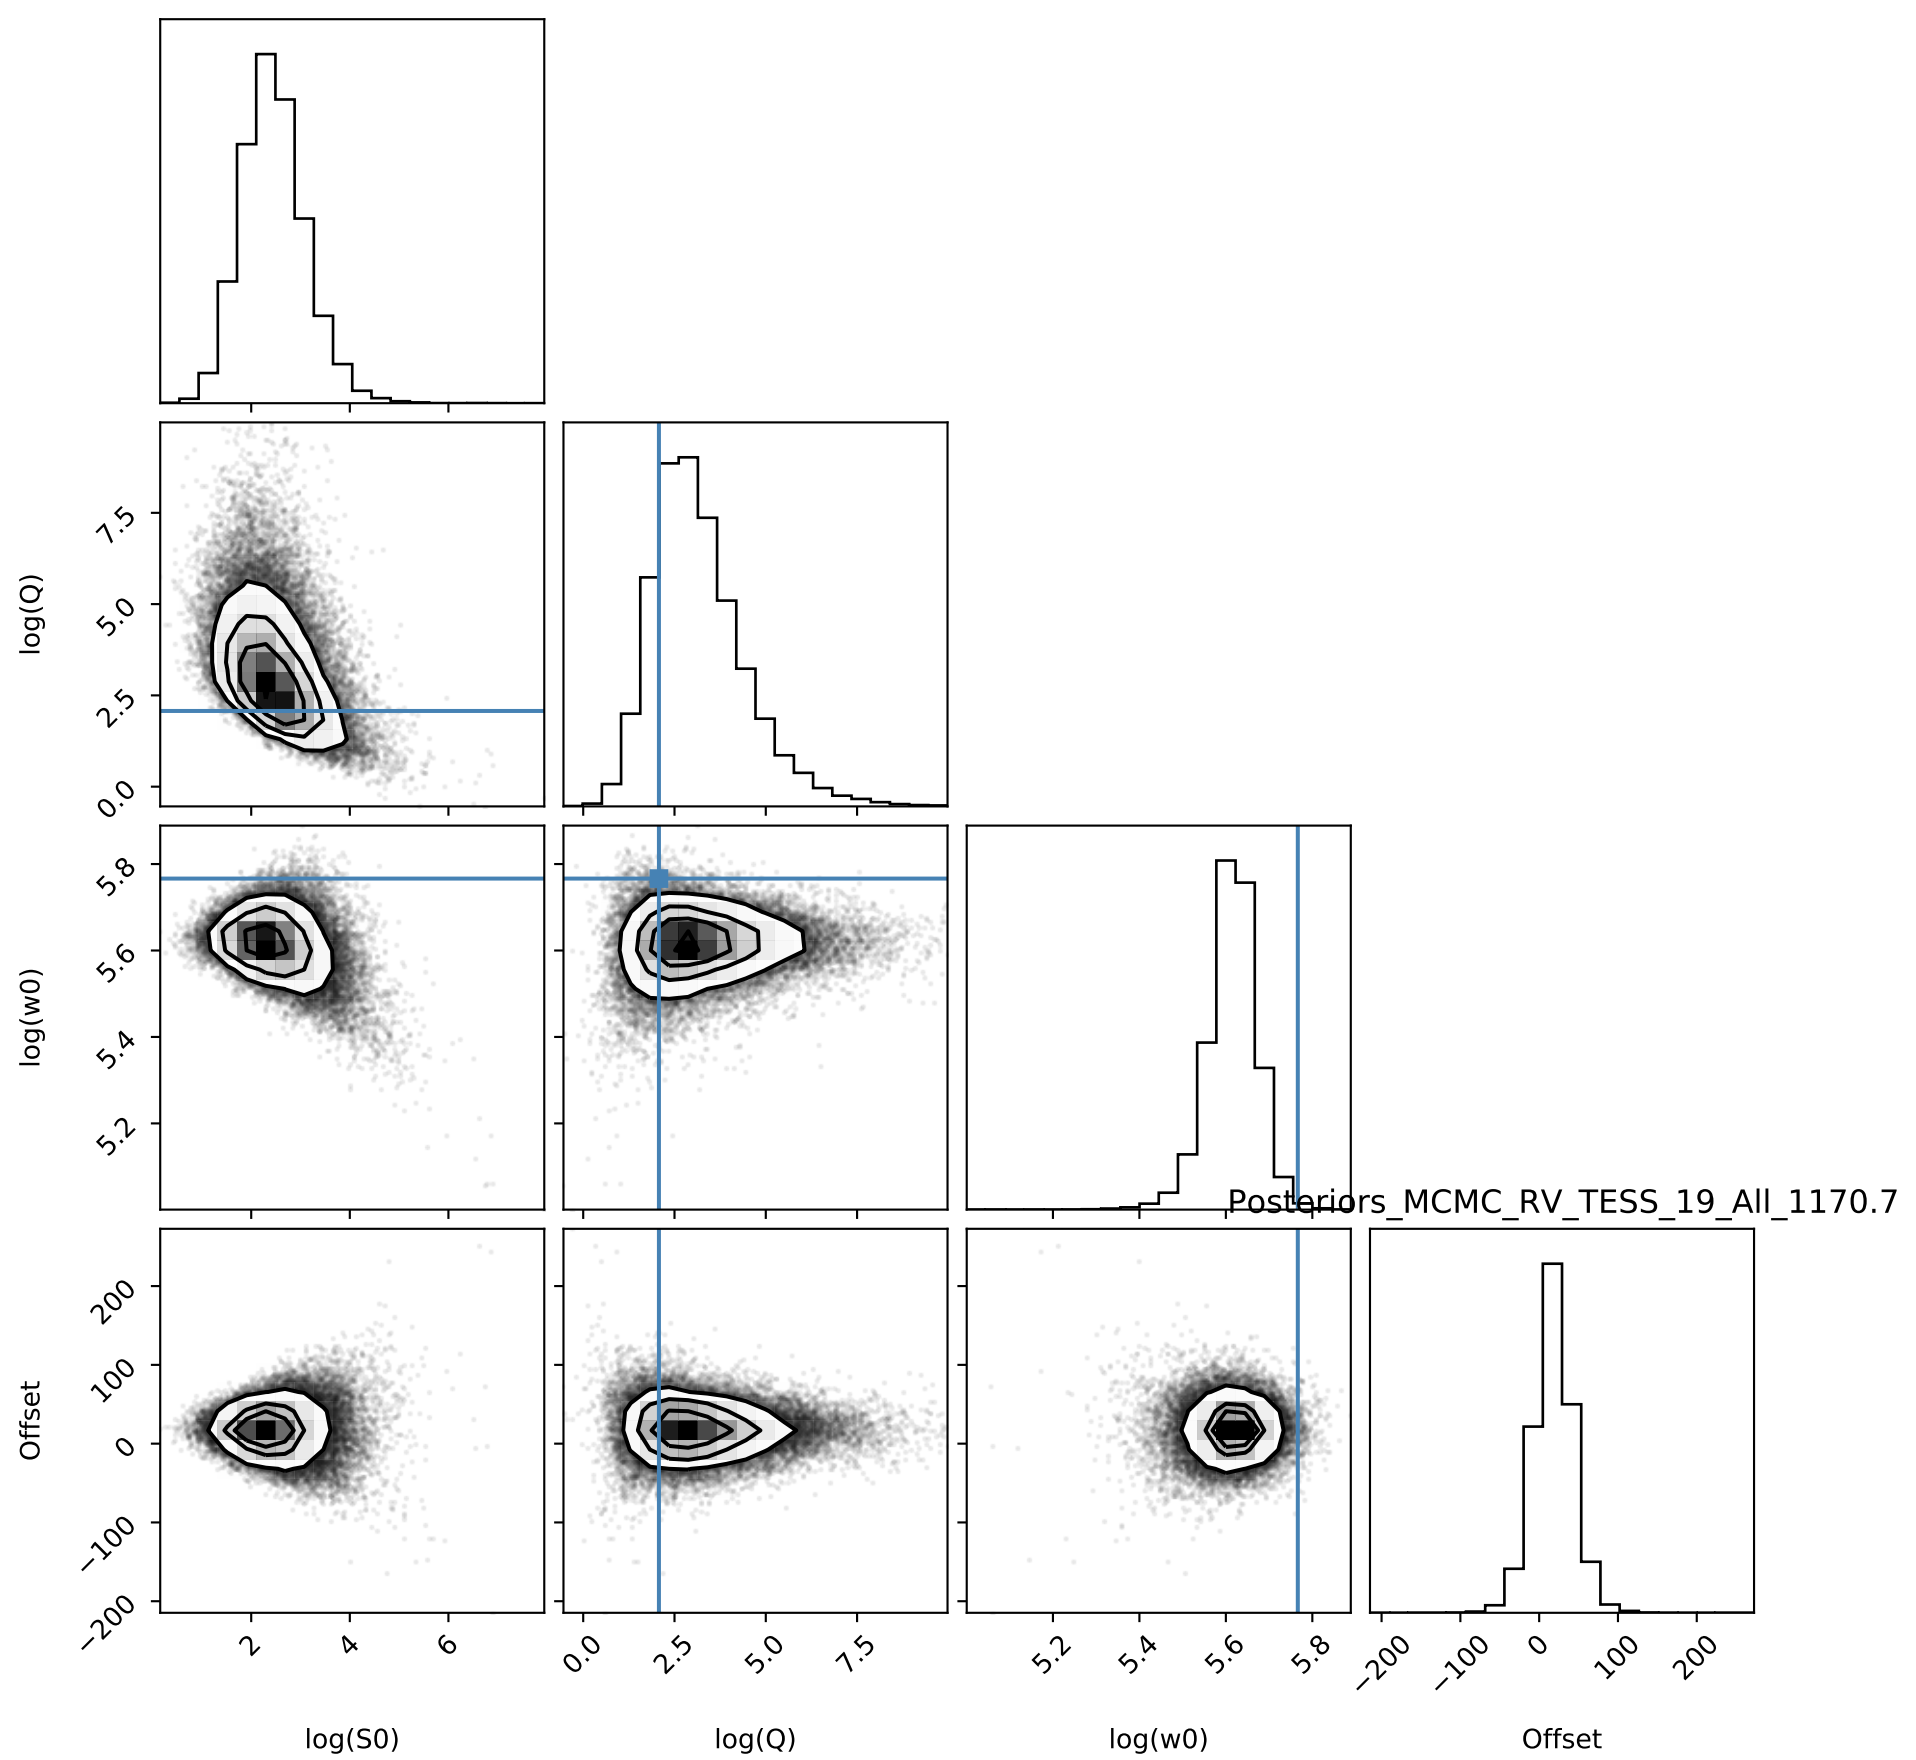 log(Q)
7.5
5.0
2.5
0.0
log(w0)
5.8
5.6
5.4
5.2
Posteriors_MCMC_RV_TESS_19_All_1170.7
Offset
200
100
0
−100
−200
2 4 6
0.0 2.5 5.0 7.5
5.2 5.4 5.6 5.8
−200 −100 0 100 200
log(S0) log(Q) log(w0) Offset